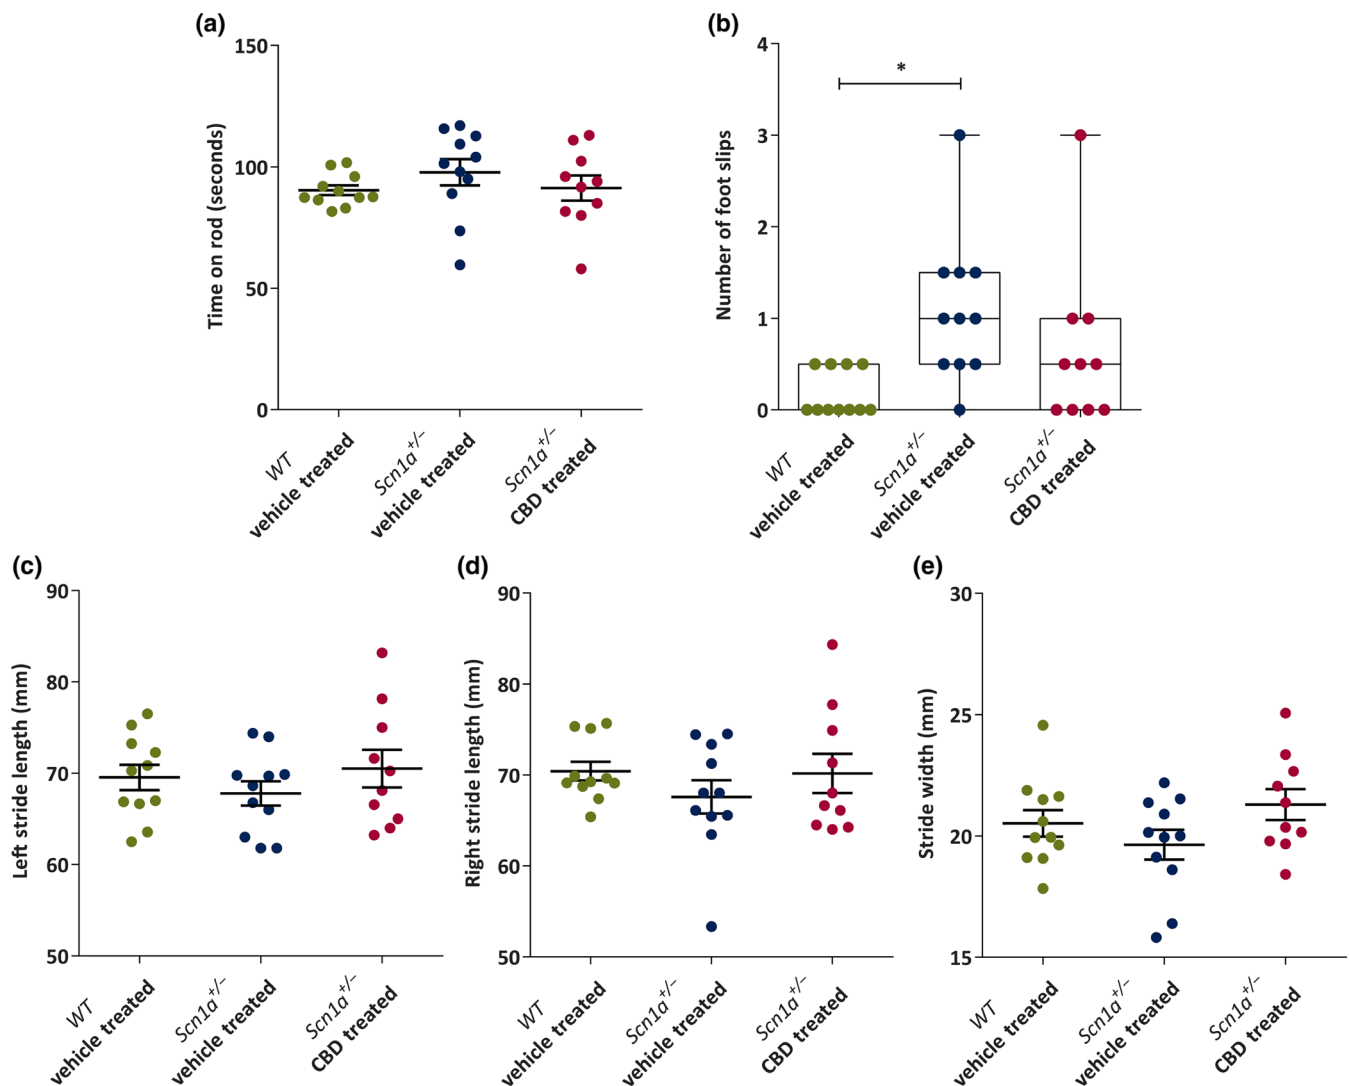 (a)
150
100
50
0
Time on rod (seconds)
WT
vehicle treated
Scn1a+/−
vehicle treated
Scn1a+/−
CBD treated
(b)
4
3
2
1
0
Number of foot slips
*
WT
vehicle treated
Scn1a+/−
vehicle treated
Scn1a+/−
CBD treated
(c)
90
80
70
60
50
Left stride length (mm)
WT
vehicle treated
Scn1a+/−
vehicle treated
Scn1a+/−
CBD treated
(d)
90
80
70
60
50
Right stride length (mm)
WT
vehicle treated
Scn1a+/−
vehicle treated
Scn1a+/−
CBD treated
(e)
30
25
20
15
Stride width (mm)
WT
vehicle treated
Scn1a+/−
vehicle treated
Scn1a+/−
CBD treated